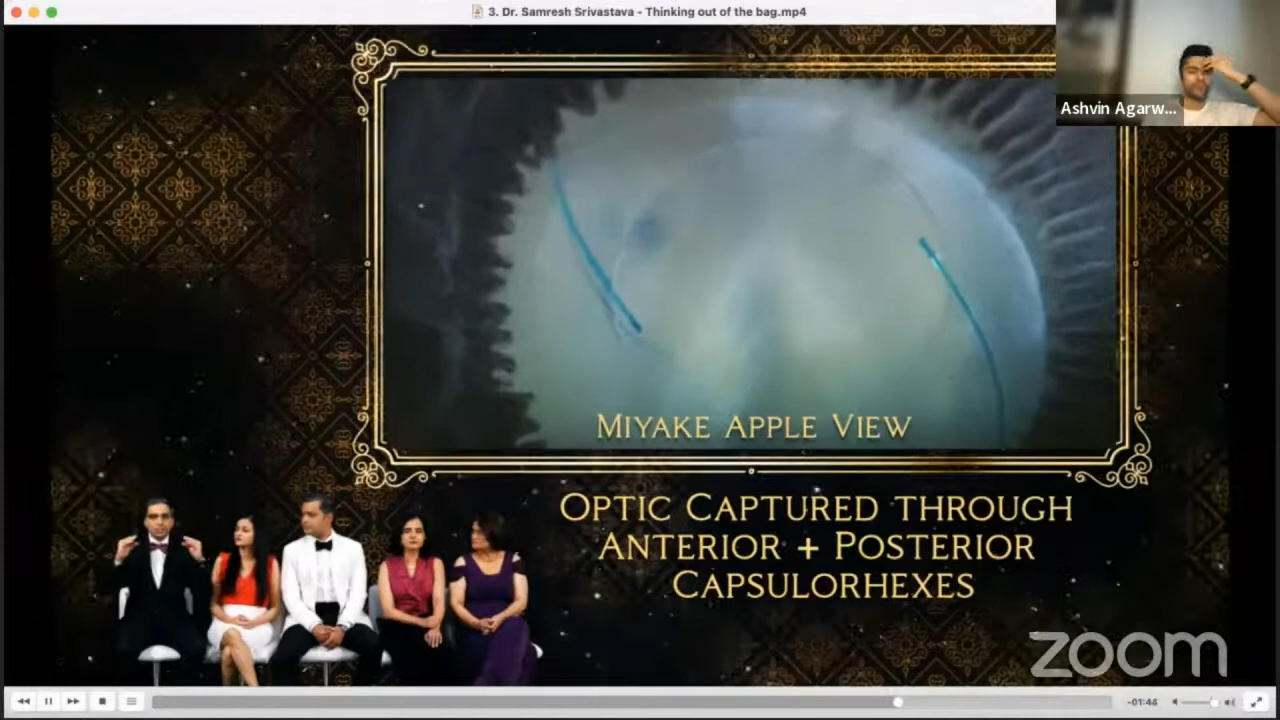 3. Dr. Samresh Srivastava - Thinking out of the bag.mp4
Ashvin Agarw...
MIYAKE APPLE VIEW
OPTIC CAPTURED THROUGH
ANTERIOR + POSTERIOR
CAPSULORHEXES
zoom
-01:46